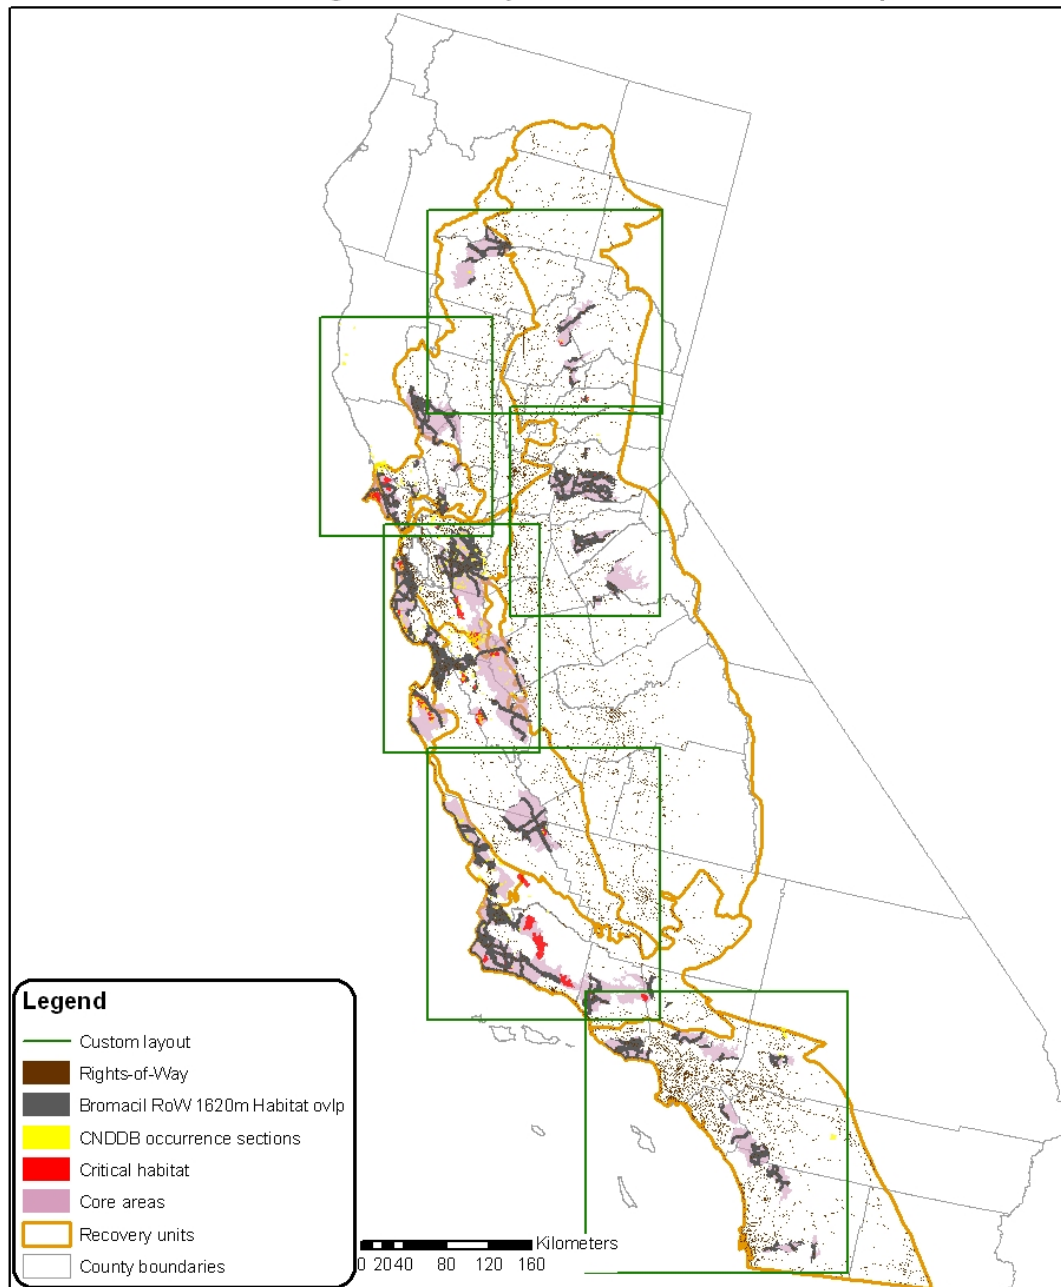 Legend
Custom layout
Rights-of-Way
Bromacil RoW 1620m Habitat ovlp
CNDDB occurrence sections
Critical habitat
Core areas
Recovery units
County boundaries
Kilometers
0 20 40 80 120 160